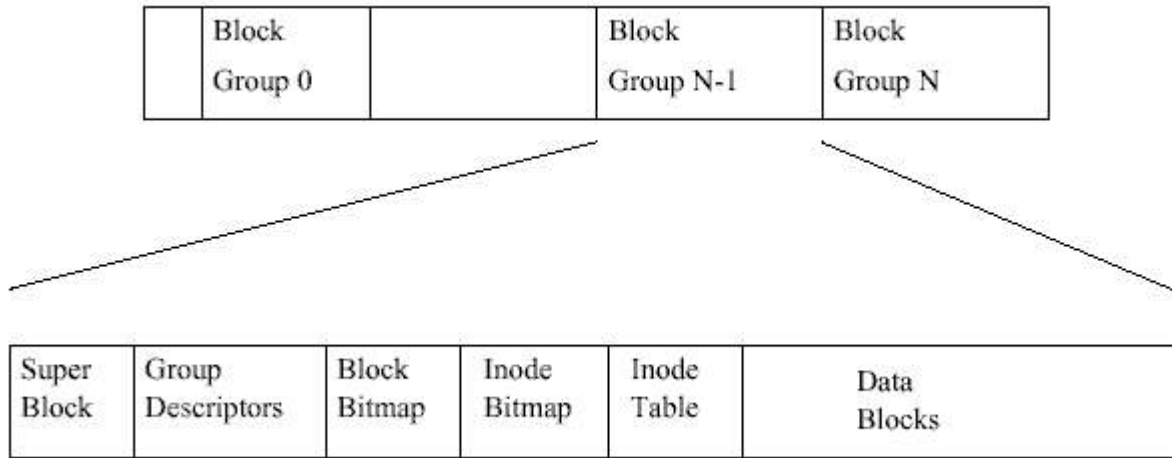 Block
Group 0
Block
Group N-1
Block
Group N
Super
Block
Group
Descriptors
Block
Bitmap
Inode
Bitmap
Inode
Table
Data
Blocks